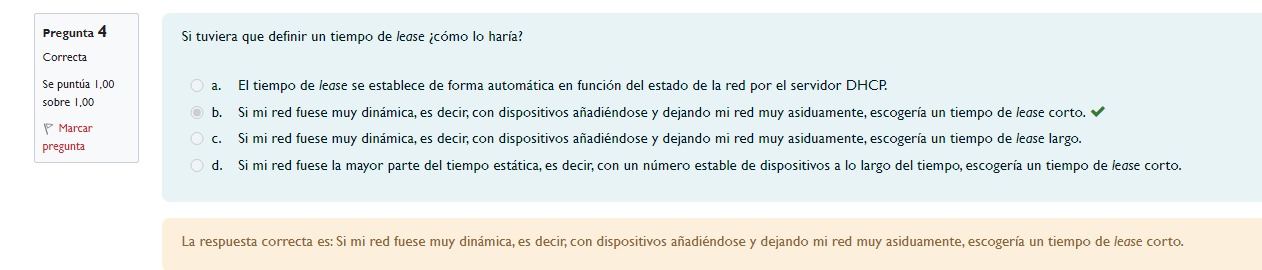 Pregunta 4
Correcta
Se puntúa 1,00
sobre 1,00
Marcar
pregunta
Si tuviera que definir un tiempo de lease ¿cómo lo haría?
a. El tiempo de lease se establece de forma automática en función del estado de la red por el servidor DHCP.
b. Si mi red fuese muy dinámica, es decir, con dispositivos añadiéndose y dejando mi red muy asiduamente, escogería un tiempo de lease corto.
c. Si mi red fuese muy dinámica, es decir, con dispositivos añadiéndose y dejando mi red muy asiduamente, escogería un tiempo de lease largo.
d. Si mi red fuese la mayor parte del tiempo estática, es decir, con un número estable de dispositivos a lo largo del tiempo, escogería un tiempo de lease corto.
La respuesta correcta es: Si mi red fuese muy dinámica, es decir, con dispositivos añadiéndose y dejando mi red muy asiduamente, escogería un tiempo de lease corto.